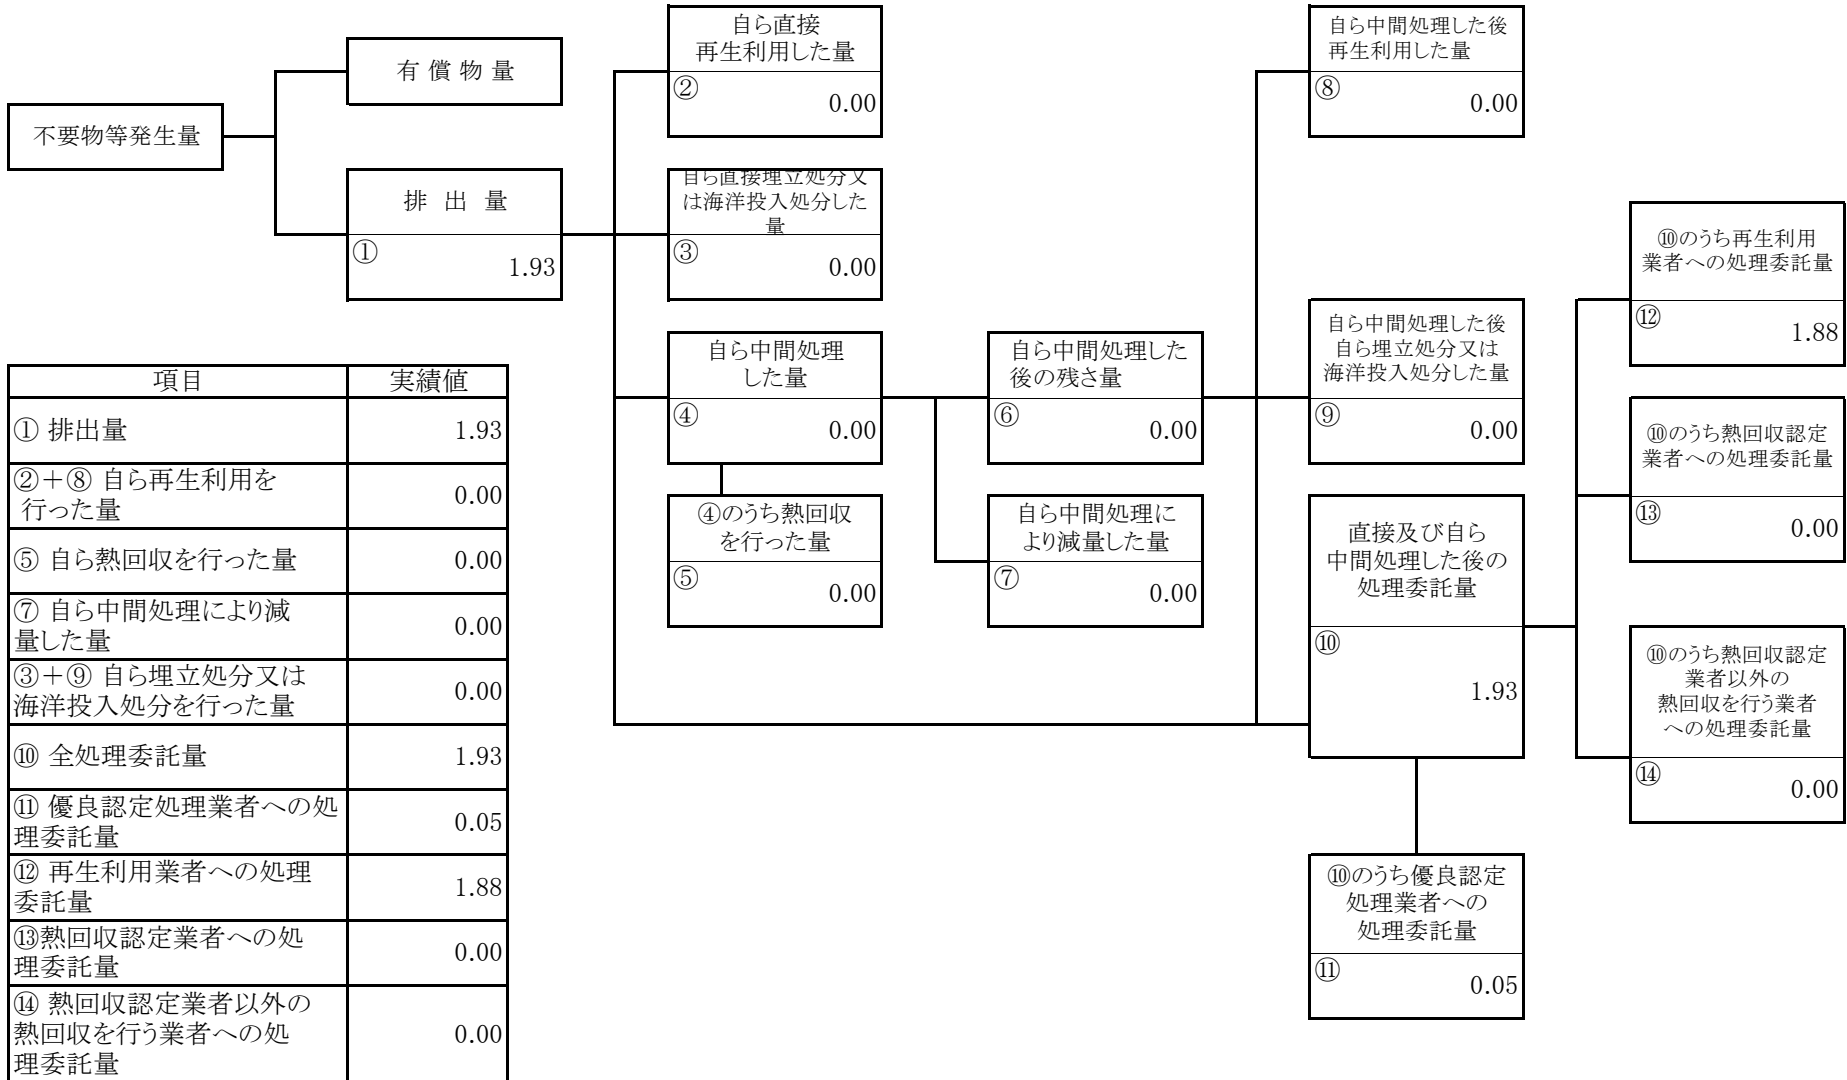 不要物等発生量
有 償 物 量
排 出 量
①
1.93
自ら直接
再生利用した量
②
0.00
自ら直接埋立処分又
は海洋投入処分した
量
③
0.00
自ら中間処理
した量
④
0.00
④のうち熱回収
を行った量
⑤
0.00
自ら中間処理した
後の残さ量
⑥
0.00
自ら中間処理に
より減量した量
⑦
0.00
自ら中間処理した後
再生利用した量
⑧
0.00
自ら中間処理した後
自ら埋立処分又は
海洋投入処分した量
⑨
0.00
直接及び自ら
中間処理した後の
処理委託量
⑩
1.93
⑩のうち優良認定
処理業者への
処理委託量
⑪
0.05
⑩のうち再生利用
業者への処理委託量
⑫
1.88
⑩のうち熱回収認定
業者への処理委託量
⑬
0.00
⑩のうち熱回収認定
業者以外の
熱回収を行う業者
への処理委託量
⑭
0.00
項目 実績値
① 排出量 1.93
②+⑧ 自ら再生利用を
行った量 0.00
⑤ 自ら熱回収を行った量 0.00
⑦ 自ら中間処理により減
量した量 0.00
③+⑨ 自ら埋立処分又は
海洋投入処分を行った量 0.00
⑩ 全処理委託量 1.93
⑪ 優良認定処理業者への処
理委託量 0.05
⑫ 再生利用業者への処理
委託量 1.88
⑬熱回収認定業者への処
理委託量 0.00
⑭ 熱回収認定業者以外の
熱回収を行う業者への処
理委託量 0.00